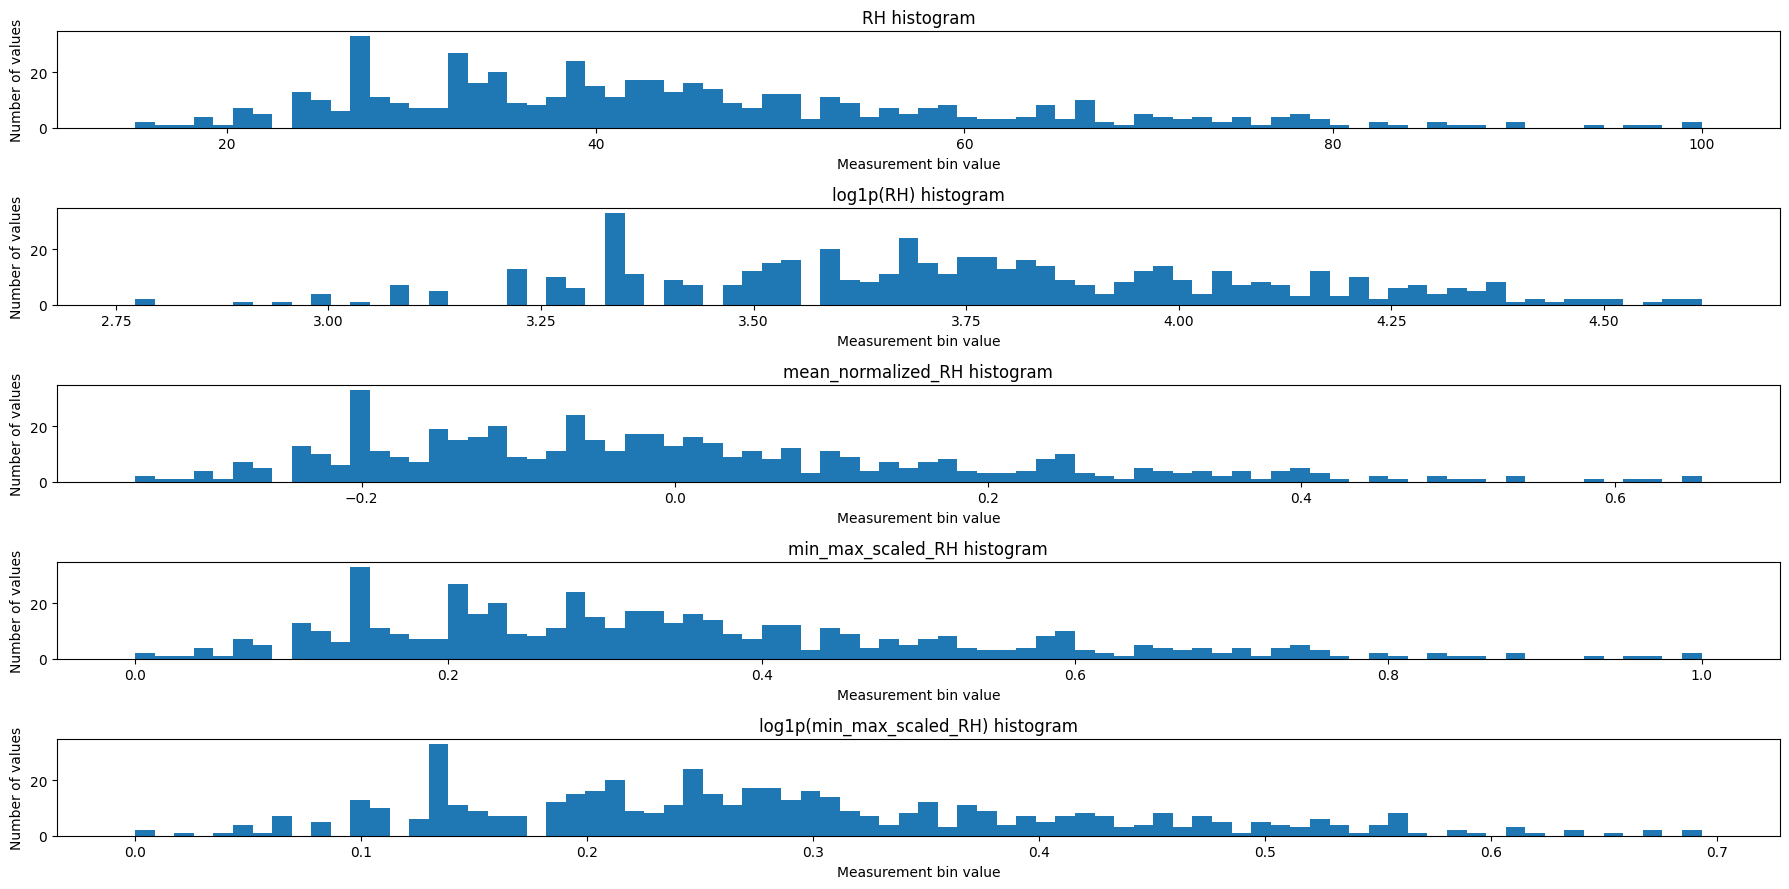 RH histogram
Number of values
20
0
20 40 60 80 100
Measurement bin value
log1p(RH) histogram
Number of values
20
0
2.75 3.00 3.25 3.50 3.75 4.00 4.25 4.50
Measurement bin value
mean_normalized_RH histogram
Number of values
20
0
−0.2 0.0 0.2 0.4 0.6
Measurement bin value
min_max_scaled_RH histogram
Number of values
20
0
0.0 0.2 0.4 0.6 0.8 1.0
Measurement bin value
log1p(min_max_scaled_RH) histogram
Number of values
20
0
0.0 0.1 0.2 0.3 0.4 0.5 0.6 0.7
Measurement bin value